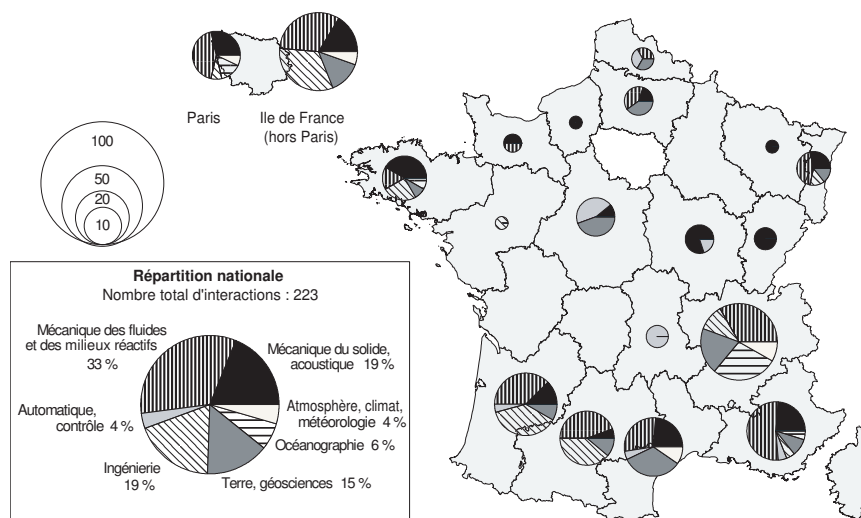 Paris
Ile de France
(hors Paris)
100
50
20
10
Répartition nationale
Nombre total d'interactions : 223
Mécanique des fluides
et des milieux réactifs
33 %
Mécanique du solide,
acoustique 19 %
Automatique,
contrôle 4 %
Atmosphère, climat,
météorologie 4 %
Océanographie 6 %
Ingénierie
19 %
Terre, géosciences 15 %